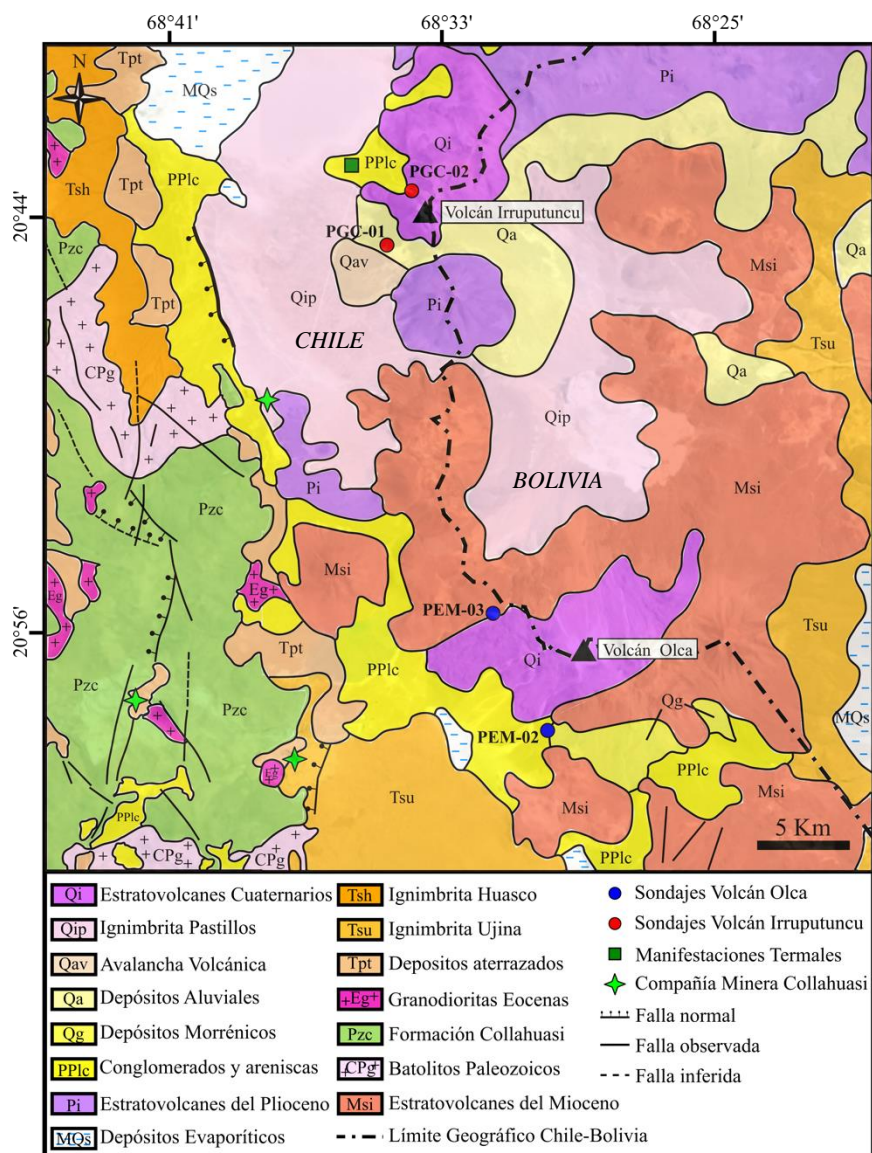 68°41'
68°33'
68°25'
Tpt
N
MQs
Pi
Qi
PPlc
PGC-02
Tsh
Tpt
PPlc
20°44'
Volcán Irruputuncu
PGC-01
Qa
Msi
Qa
Pzc
Qav
Tpt
Qip
Pi
CHILE
Tsu
CPg
Qa
Qip
BOLIVIA
Pi
Msi
Pzc
Msi
Eg
Eg
PEM-03
20°56'
Tpt
PPlc
Qi
Volcán Olca
Tsu
Pzc
Pzc
Qg
MQs
PEM-02
Eg
PPlc
Tsu
Msi
Msi
PPlc
5 Km
CPg
CPg
PPlc
Qi Estratovolcanes Cuaternarios
Qip Ignimbrita Pastillos
Qav Avalancha Volcánica
Qa Depósitos Aluviales
Qg Depósitos Morrénicos
PPlc Conglomerados y areniscas
Pi Estratovolcanes del Plioceno
MQs Depósitos Evaporíticos
Tsh Ignimbrita Huasco
Tsu Ignimbrita Ujina
Tpt Depositos aterrazados
Eg Granodioritas Eocenas
Pzc Formación Collahuasi
CPg Batolitos Paleozoicos
Msi Estratovolcanes del Mioceno
Límite Geográfico Chile-Bolivia
Sondajes Volcán Olca
Sondajes Volcán Irruputuncu
Manifestaciones Termales
Compañía Minera Collahuasi
Falla normal
Falla observada
Falla inferida